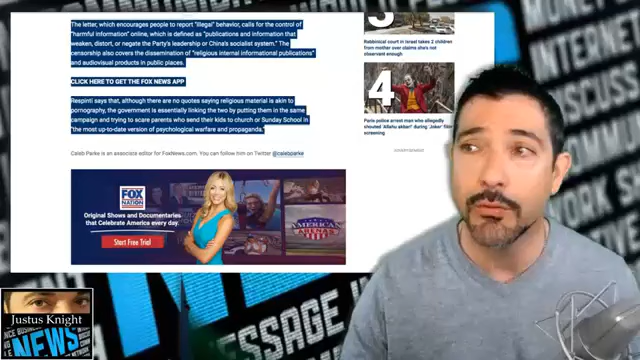 The letter, which encourages people to report "illegal" behavior, calls for the control of
"harmful information" online, which is defined as "publications and information that
weaken, distort, or negate the Party's leadership or China's socialist system." The
censorship also covers the dissemination of "religious internal informational publications"
and audiovisual products in public places.
CLICK HERE TO GET THE FOX NEWS APP
Respinti says that, although there are no quotes saying religious material is akin to
pornography, the government is essentially linking the two by putting them in the same
campaign and trying to scare parents who send their kids to church or Sunday School in
"the most up-to-date version of psychological warfare and propaganda."
Caleb Parke is an associate editor for FoxNews.com. You can follow him on Twitter @calebparke
FOX
NATION
Original Shows and Documentaries
that Celebrate America every day.
Start Free Trial
AMERICAN
ARENAS
3
Rabbinical court in Israel takes 2 children
from mother over claims she's not
observant enough
4
Paris police arrest man who allegedly
shouted 'Allahu akbar!' during 'Joker' film
screening
ADVERTISEMENT
Justus Knight
NEWS
MESSAGE
INTERNET